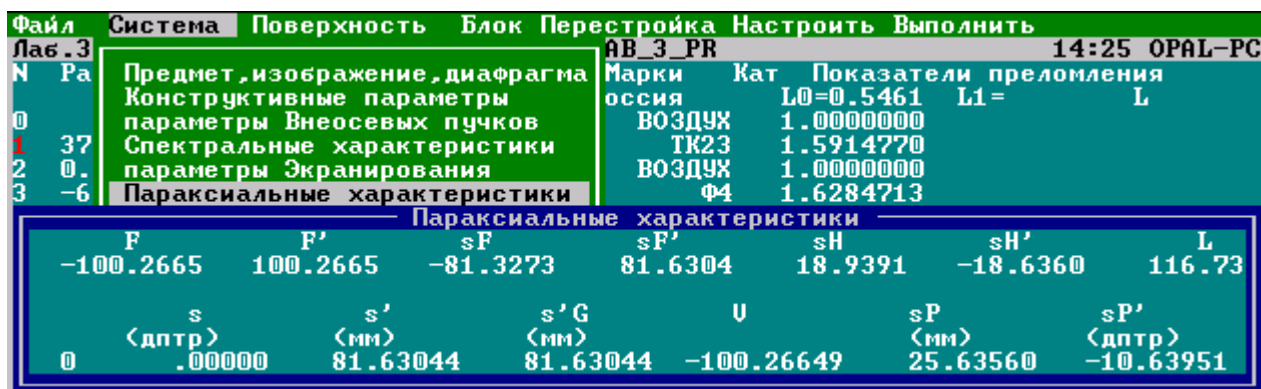 Файл Система Поверхность Блок Перестройка Настроить Выполнить
Лаб.3 AB_3_PR 14:25 OPAL-PC
N Ра Предмет,изображение,диафрагма Марки Кат Показатели преломления
Конструктивные параметры оссия L0=0.5461 L1= L
0 параметры Внеосевых пучков ВОЗДУХ 1.0000000
1 37 Спектральные характеристики ТК23 1.5914770
2 0. параметры Экранирования ВОЗДУХ 1.0000000
3 -6 Параксиальные характеристики Ф4 1.6284713
Параксиальные характеристики
F F' sF sF' sH sH' L
-100.2665 100.2665 -81.3273 81.6304 18.9391 -18.6360 116.73
s s' s'G V sP sP'
(дптр) (мм) (мм) (мм) (дптр)
0 .00000 81.63044 81.63044 -100.26649 25.63560 -10.63951